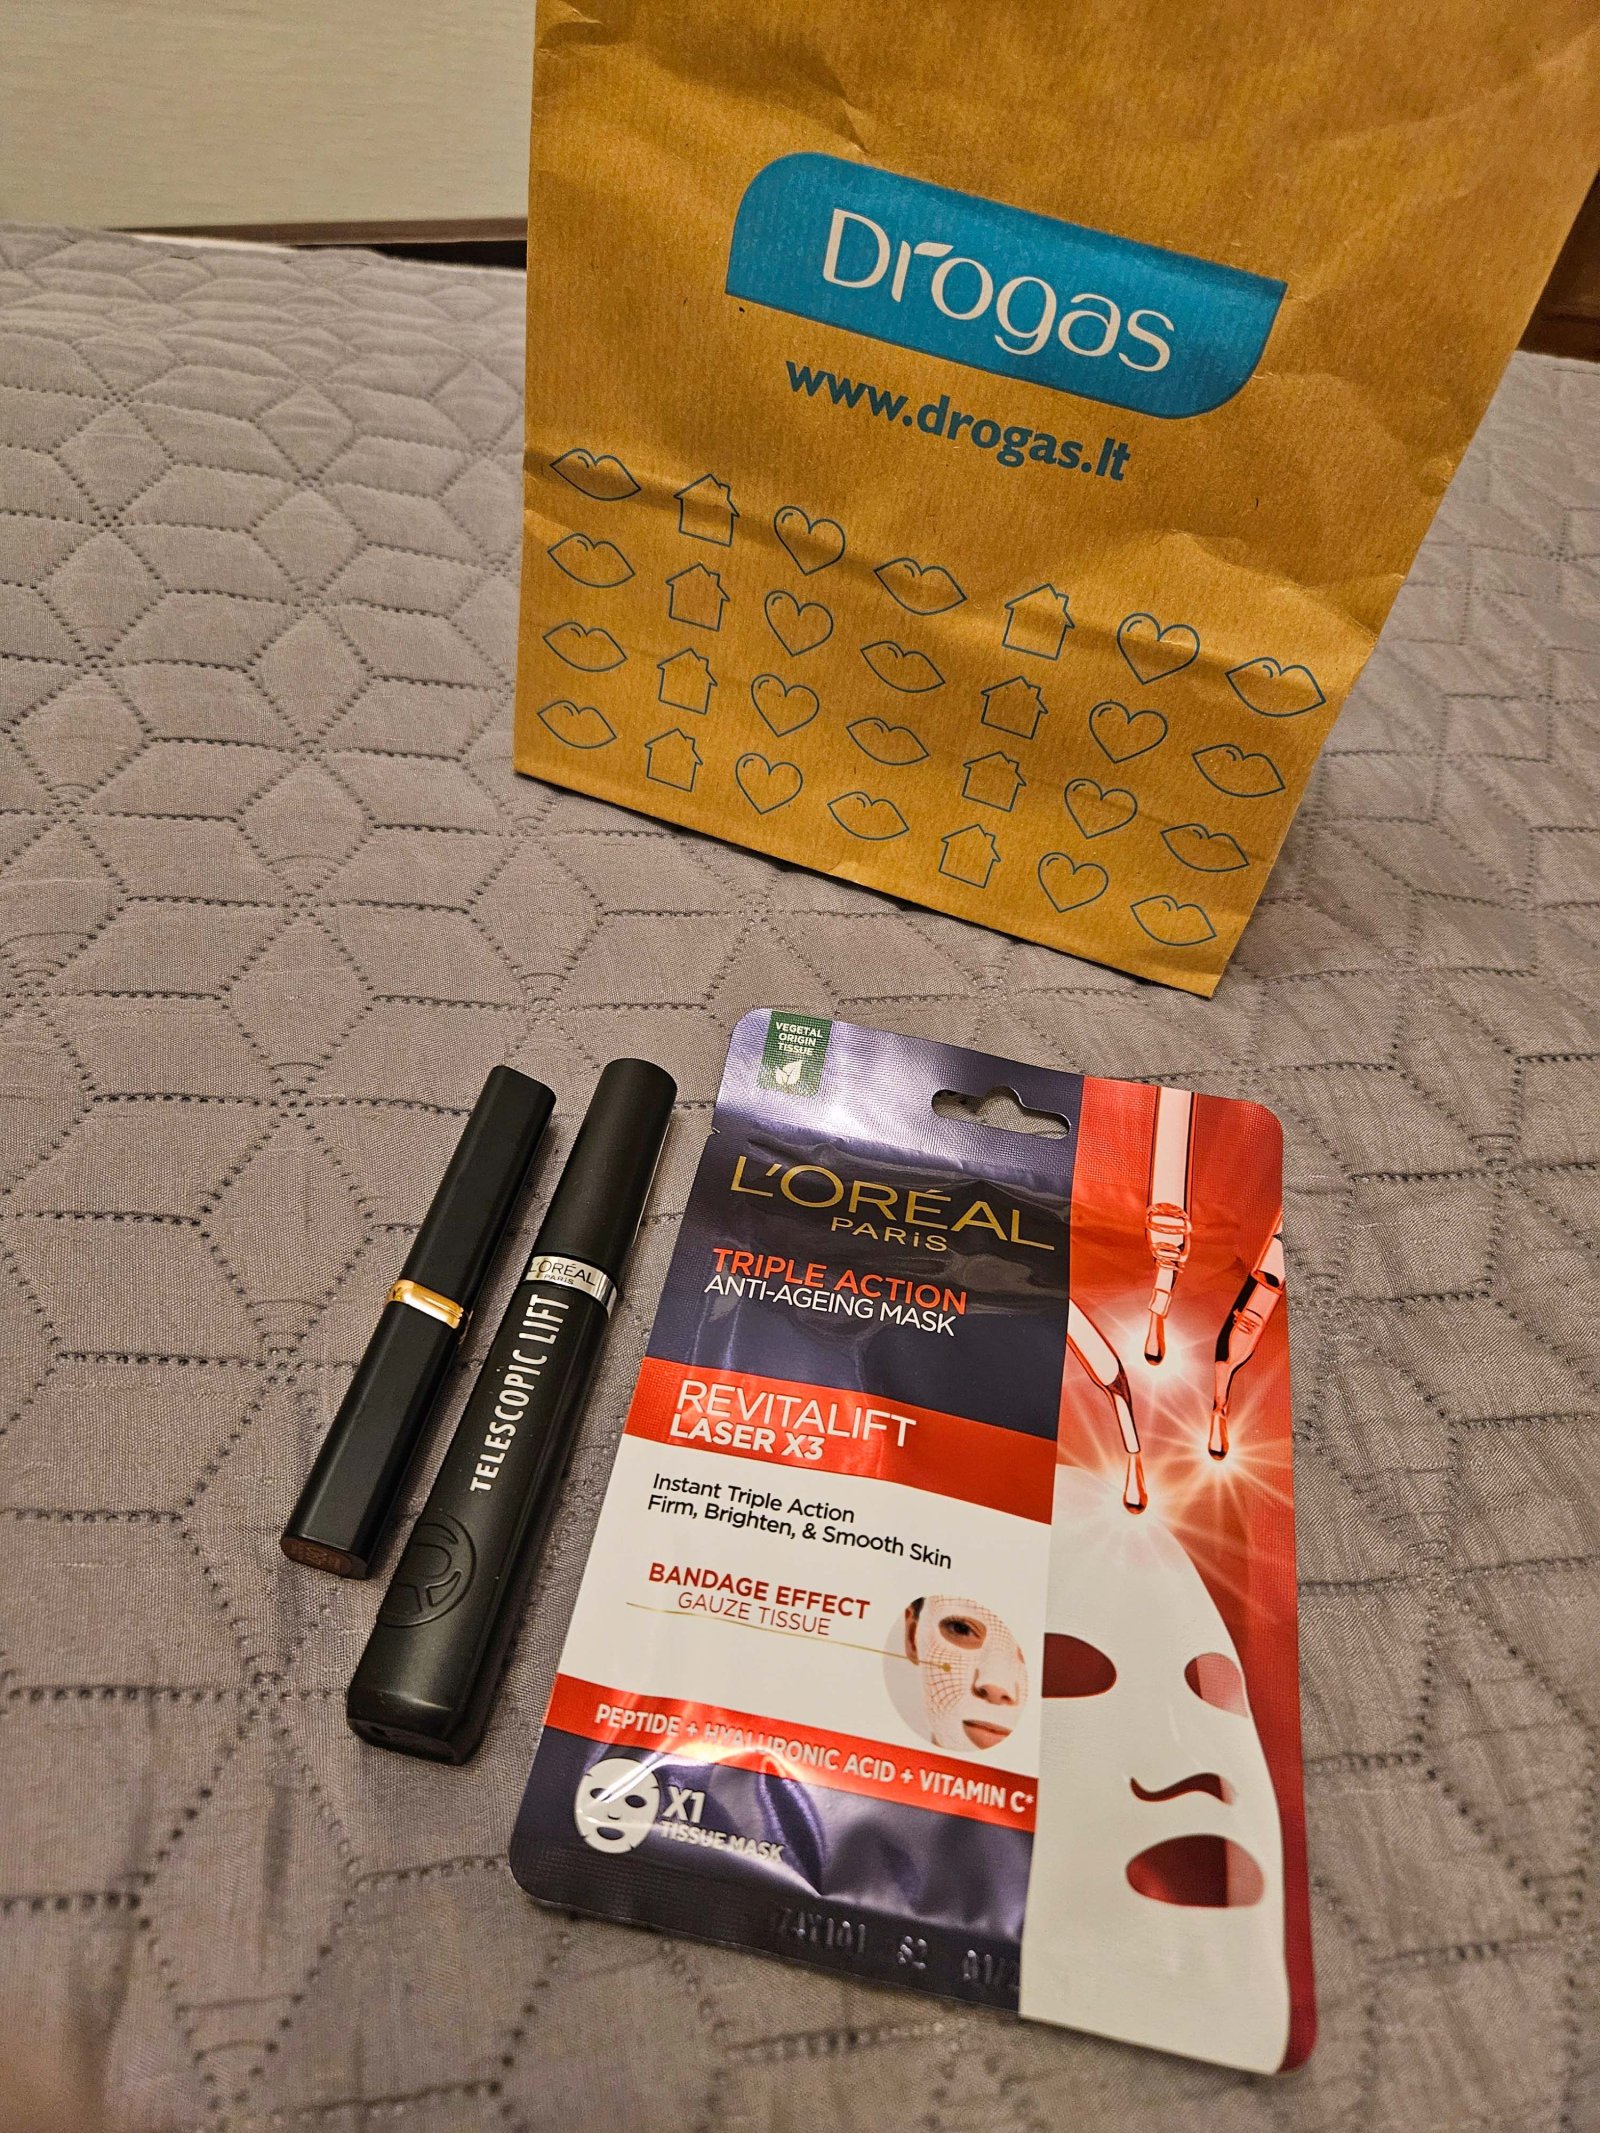 Drogas
www.drogas.lt
VEGETAL
ORIGIN
TISSUE
L'ORÉAL
PARiS
TRIPLE ACTION
ANTI-AGEING MASK
REVITALIFT
LASER X3
Instant Triple Action
Firm, Brighten, & Smooth Skin
BANDAGE EFFECT
GAUZE TISSUE
PEPTIDE + HYALURONIC ACID + VITAMIN C*
X1
TISSUE MASK
L'ORÉAL
PARiS
TELESCOPIC LIFT